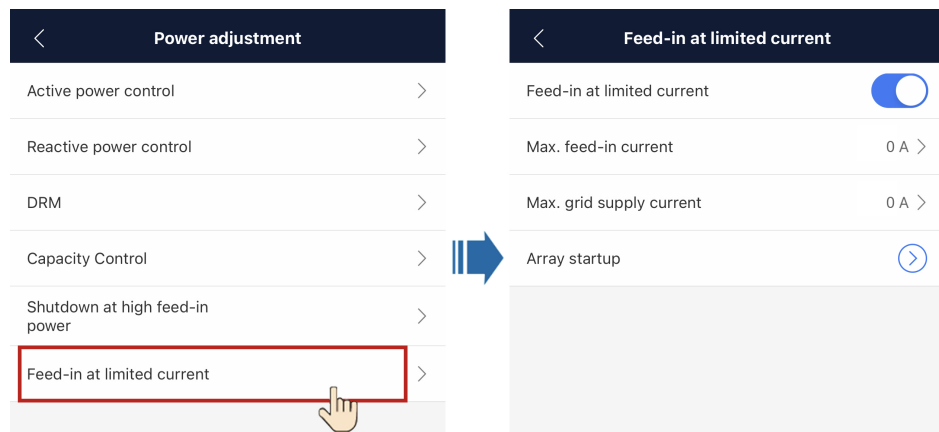 Power adjustment
Active power control
Reactive power control
DRM
Capacity Control
Shutdown at high feed-in
power
Feed-in at limited current
Feed-in at limited current
Feed-in at limited current
Max. feed-in current 0 A
Max. grid supply current 0 A
Array startup